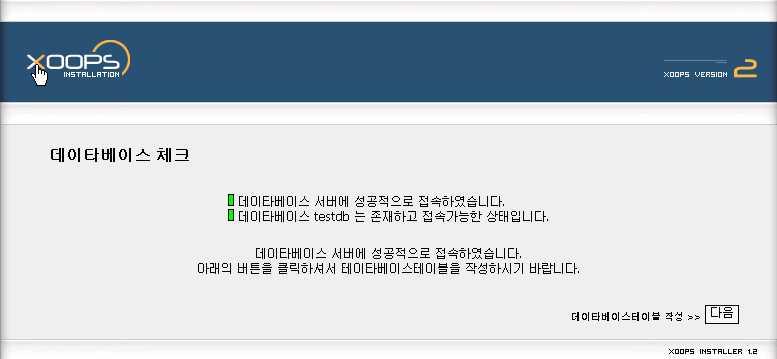 XOOPS
INSTALLATION
XOOPS VERSION 2
데이타베이스 체크
데이타베이스 서버에 성공적으로 접속하였습니다.
데이타베이스 testdb 는 존재하고 접속가능한 상태입니다.
데이타베이스 서버에 성공적으로 접속하였습니다.
아래의 버튼을 클릭하셔서 테이타베이스테이블을 작성하시기 바랍니다.
데이타베이스테이블 작성 >> 다음
XOOPS INSTALLER 1.2